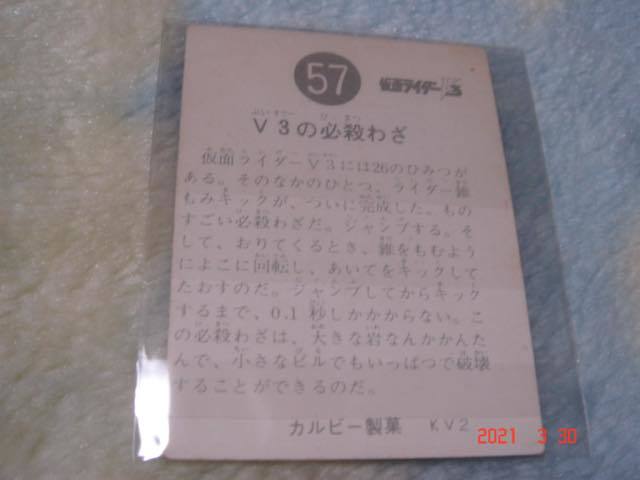 57
仮面ライダーV3
ぶいすりー ひっさつ
V3の必殺わざ
仮面ライダーV3には26のひみつが
ある。そのなかのひとつ、ライダー錐
もみキックが、ついに完成した。もの
すごい必殺わざだ。ジャンプする。そ
して、おりてくるとき、錐をもむよう
によこに回転し、あいてをキックして
たおすのだ。ジャンプしてからキック
するまで、0.1秒しかかからない。こ
の必殺わざは、大きな岩なんかかんた
んで、小さなビルでもいっぱつで破壊
することができるのだ。
カルビー製菓 KV2
2021 3 30